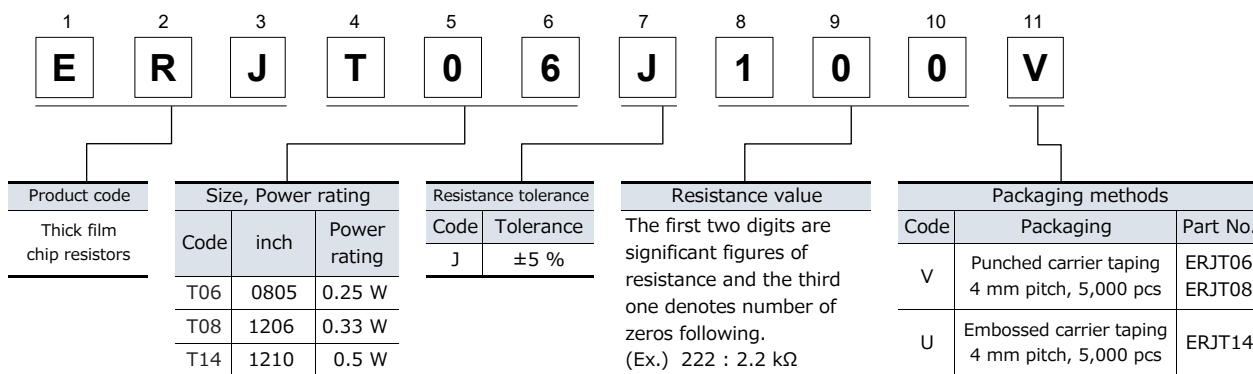 1 2 3 4 5 6 7 8 9 10 11
E R J T 0 6 J 1 0 0 V
Product code
Thick film
chip resistors
Size, Power rating
Code inch Power rating
T06 0805 0.25 W
T08 1206 0.33 W
T14 1210 0.5 W
Resistance tolerance
Code Tolerance
J ±5 %
Resistance value
The first two digits are
significant figures of
resistance and the third
one denotes number of
zeros following.
(Ex.) 222 : 2.2 kΩ
Packaging methods
Code Packaging Part No.
V Punched carrier taping
4 mm pitch, 5,000 pcs
ERJT06
ERJT08
U Embossed carrier taping
4 mm pitch, 5,000 pcs
ERJT14